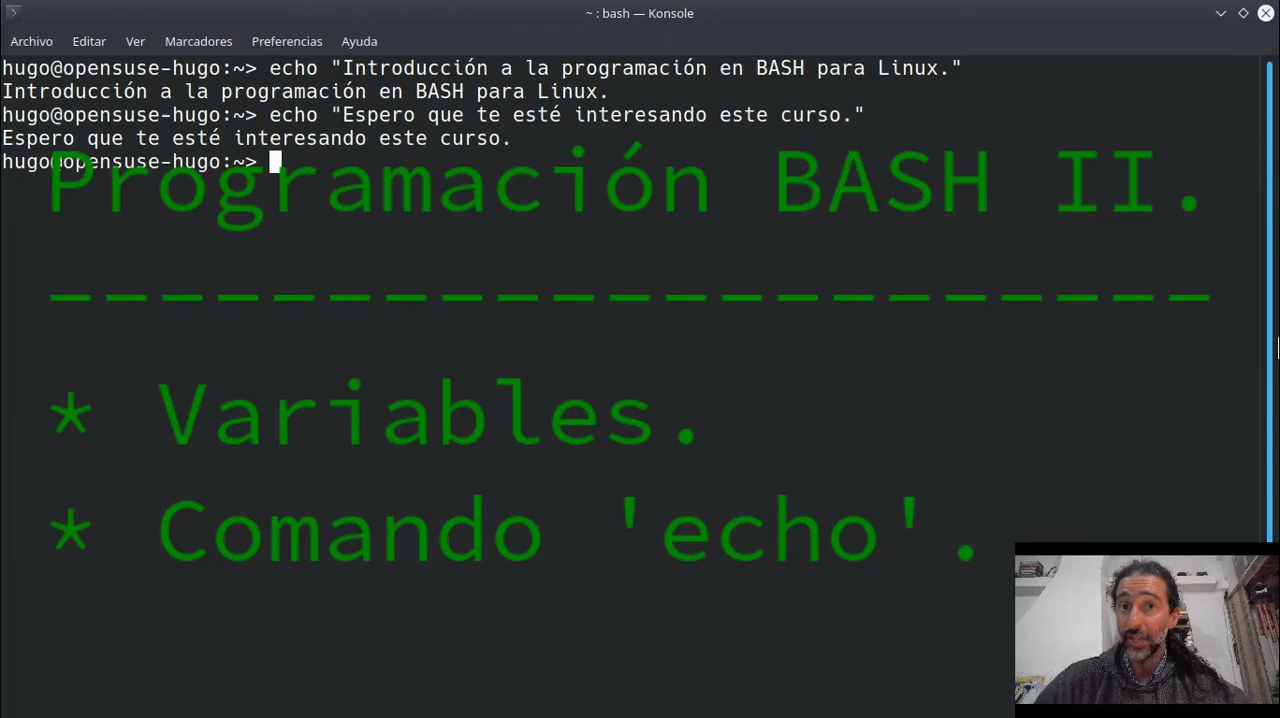 ~ : bash — Konsole
Archivo Editar Ver Marcadores Preferencias Ayuda
hugo@opensuse-hugo:~> echo "Introducción a la programación en BASH para Linux."
Introducción a la programación en BASH para Linux.
hugo@opensuse-hugo:~> echo "Espero que te esté interesando este curso."
Espero que te esté interesando este curso.
hugo@opensuse-hugo:~>
Programación BASH II.
---------------------
* Variables.
* Comando 'echo'.